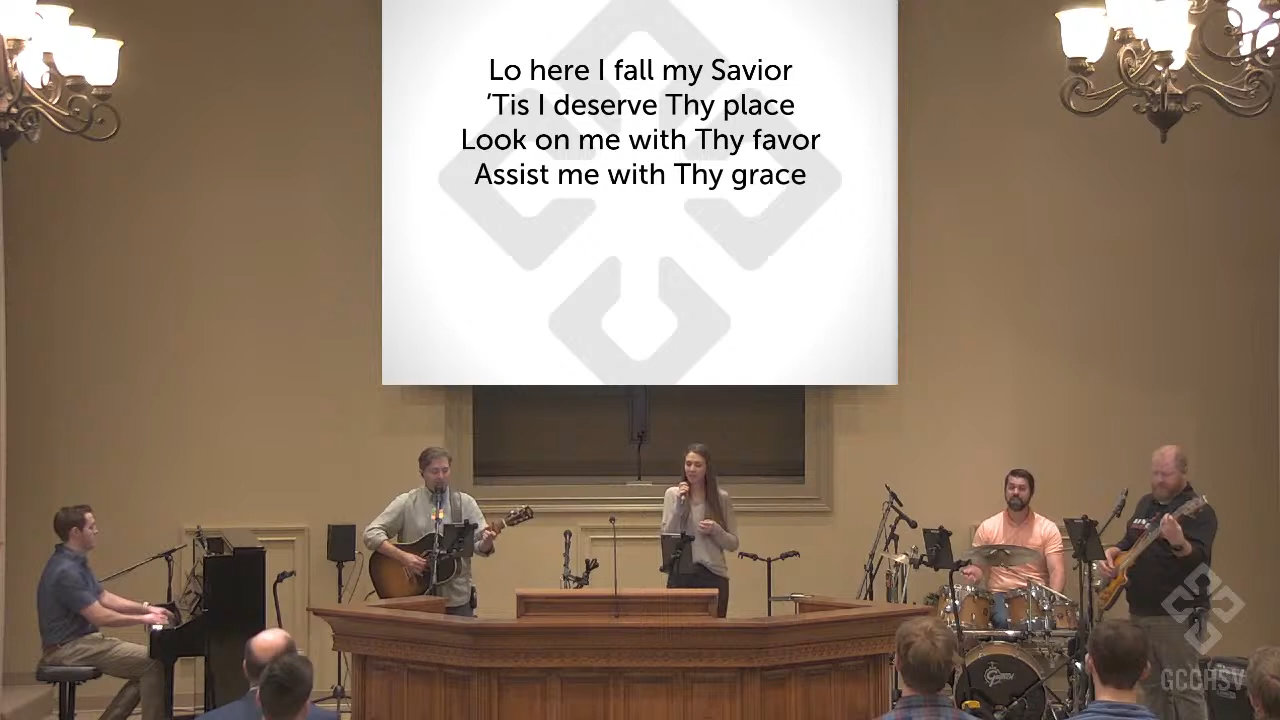 Lo here I fall my Savior
’Tis I deserve Thy place
Look on me with Thy favor
Assist me with Thy grace
GCCHSV